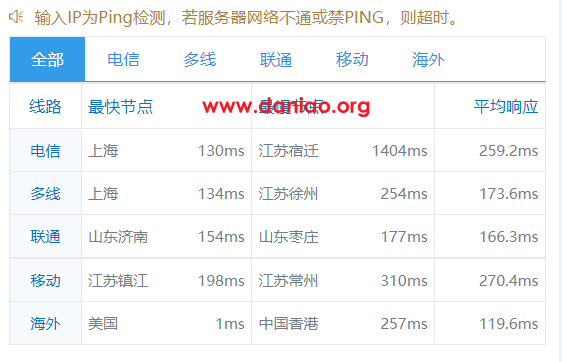 输入IP为Ping检测，若服务器网络不通或禁PING，则超时。
全部 电信 多线 联通 移动 海外
线路 最快节点 最慢节点 平均响应
www.daniao.org
电信 上海 130ms 江苏宿迁 1404ms 259.2ms
多线 上海 134ms 江苏徐州 254ms 173.6ms
联通 山东济南 154ms 山东枣庄 177ms 166.3ms
移动 江苏镇江 198ms 江苏常州 310ms 270.4ms
海外 美国 1ms 中国香港 257ms 119.6ms